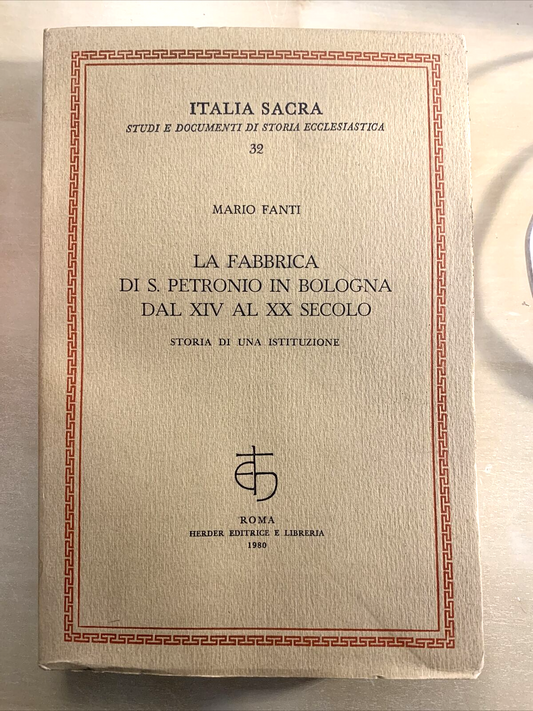 ITALIA SACRA
STUDI E DOCUMENTI DI STORIA ECCLESIASTICA
32
MARIO FANTI
LA FABBRICA
DI S. PETRONIO IN BOLOGNA
DAL XIV AL XX SECOLO
STORIA DI UNA ISTITUZIONE
ROMA
HERDER EDITRICE E LIBRERIA
1980